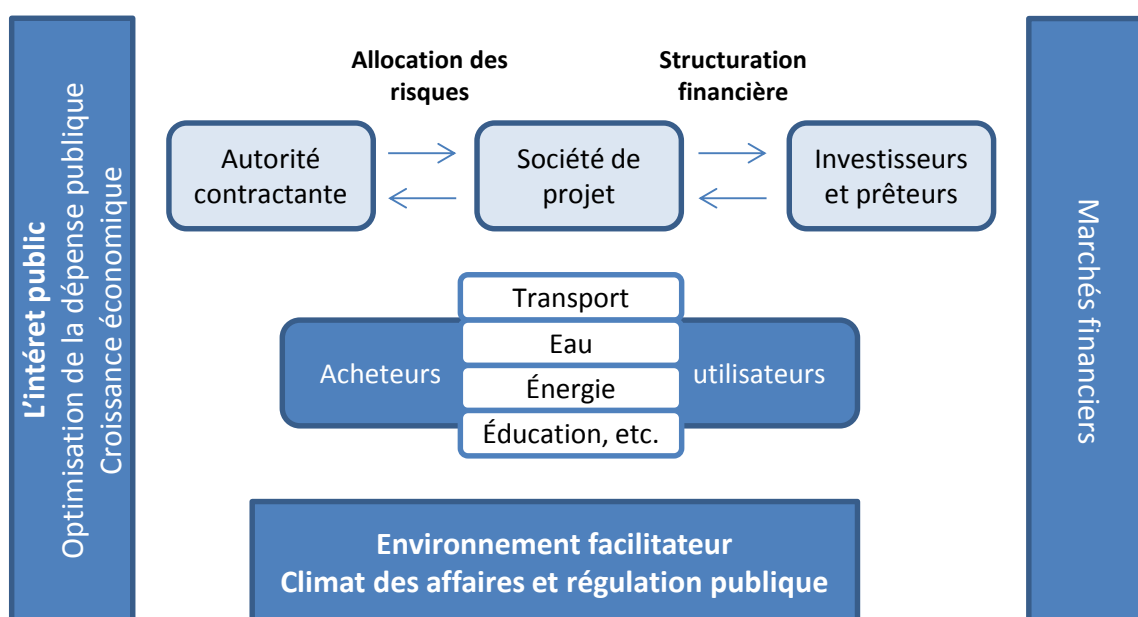 L'intéret public
Optimisation de la dépense publique
Croissance économique
Allocation des
risques
Structuration
financière
Autorité
contractante
Société de
projet
Investisseurs
et prêteurs
Transport
Eau
Énergie
Éducation, etc.
Acheteurs
utilisateurs
Environnement facilitateur
Climat des affaires et régulation publique
Marchés financiers